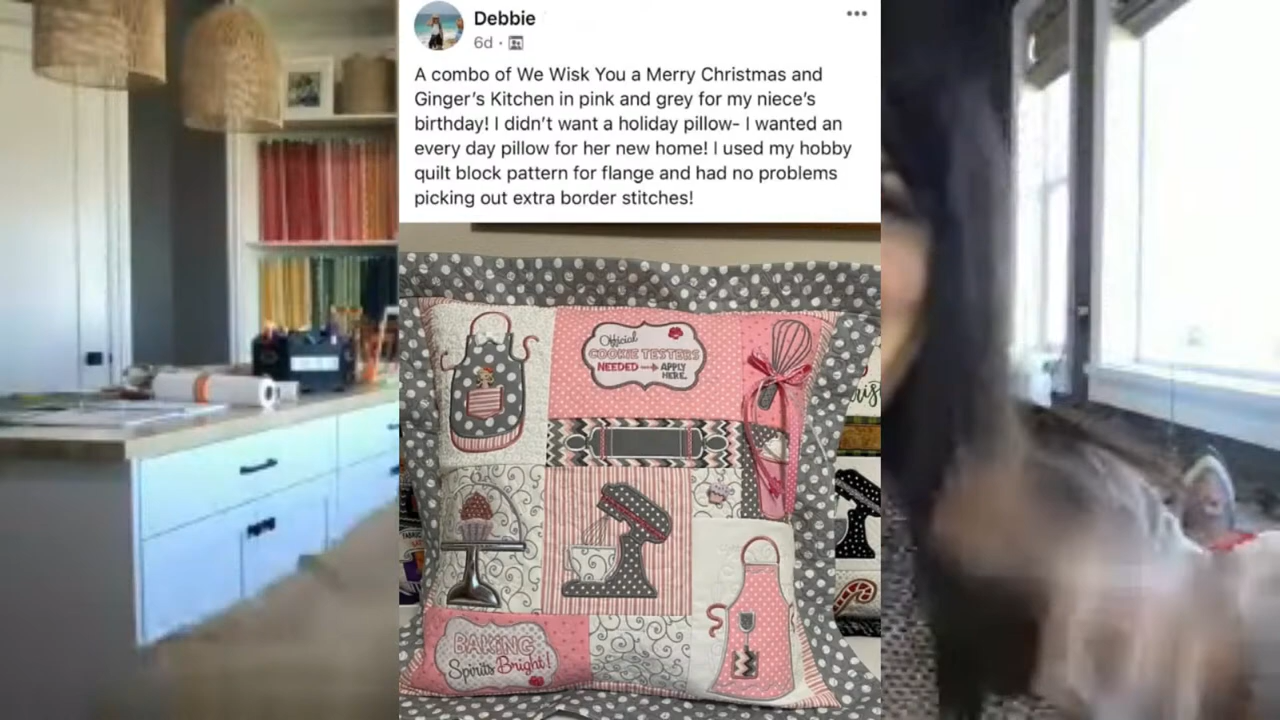 Debbie
6d ·
A combo of We Wisk You a Merry Christmas and
Ginger's Kitchen in pink and grey for my niece's
birthday! I didn't want a holiday pillow- I wanted an
every day pillow for her new home! I used my hobby
quilt block pattern for flange and had no problems
picking out extra border stitches!
Official
COOKIE TESTERS
NEEDED APPLY
HERE.
BAKING
Spirits Bright!